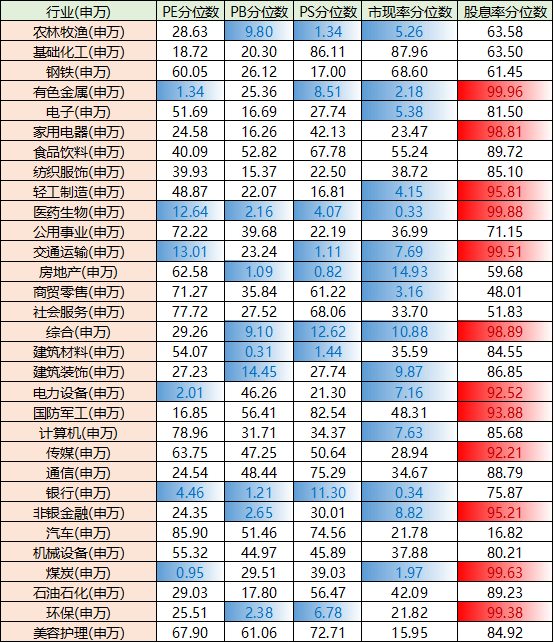 行业(申万) PE分位数 PB分位数 PS分位数 市现率分位数 股息率分位数
农林牧渔(申万) 28.63 9.80 1.34 5.26 63.58
基础化工(申万) 18.72 20.30 86.11 87.96 63.50
钢铁(申万) 60.05 26.12 17.00 68.60 61.45
有色金属(申万) 1.34 25.36 8.51 2.18 99.96
电子(申万) 51.69 16.69 27.74 5.38 81.50
家用电器(申万) 24.58 16.26 42.13 23.47 98.81
食品饮料(申万) 40.09 52.82 67.78 55.24 89.72
纺织服饰(申万) 39.93 15.37 22.50 38.72 85.10
轻工制造(申万) 48.87 22.07 16.81 4.15 95.81
医药生物(申万) 12.64 2.16 4.07 0.33 99.88
公用事业(申万) 72.22 39.68 22.19 36.99 71.15
交通运输(申万) 13.01 23.24 1.11 7.69 99.51
房地产(申万) 62.58 1.09 0.82 14.93 59.68
商贸零售(申万) 71.27 35.84 61.22 3.16 48.01
社会服务(申万) 77.72 27.52 68.06 33.70 51.83
综合(申万) 29.26 9.10 12.62 10.88 98.89
建筑材料(申万) 54.07 0.31 1.44 35.59 84.55
建筑装饰(申万) 27.23 14.45 27.74 9.87 86.85
电力设备(申万) 2.01 46.26 21.30 7.16 92.52
国防军工(申万) 16.85 56.41 82.54 48.31 93.88
计算机(申万) 78.96 31.71 34.37 7.63 85.68
传媒(申万) 63.75 47.25 50.64 28.94 92.21
通信(申万) 24.54 48.44 75.29 34.67 88.79
银行(申万) 4.46 1.21 11.30 0.34 75.87
非银金融(申万) 24.35 2.65 30.01 8.82 95.21
汽车(申万) 85.90 51.46 74.56 21.78 16.82
机械设备(申万) 55.32 44.97 45.89 37.88 80.21
煤炭(申万) 0.95 29.51 39.03 1.97 99.63
石油石化(申万) 29.03 17.80 56.47 42.09 89.23
环保(申万) 25.51 2.38 6.78 21.82 99.38
美容护理(申万) 67.90 61.06 72.71 15.95 84.92